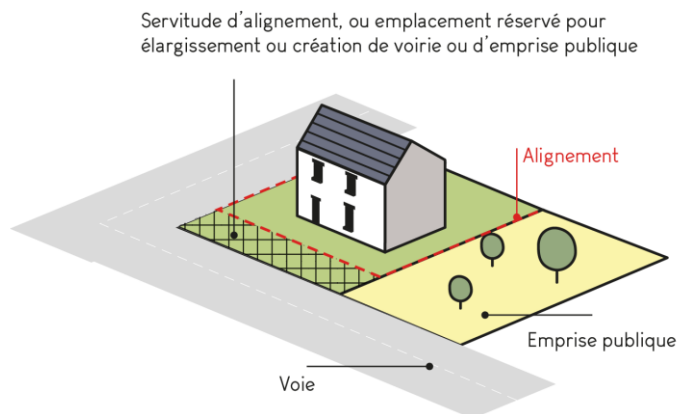 Servitude d'alignement, ou emplacement réservé pour
élargissement ou création de voirie ou d'emprise publique
Alignement
Emprise publique
Voie